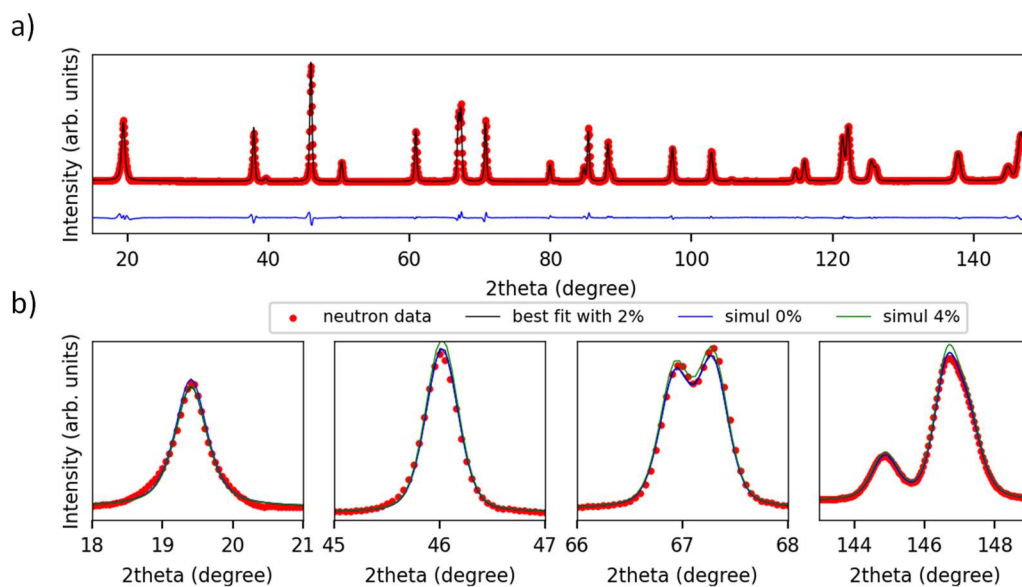 a)
Intensity (arb. units)
20 40 60 80 100 120 140
2theta (degree)
b)
neutron data best fit with 2% simul 0% simul 4%
Intensity (arb. units)
18 19 20 21 45 46 47 66 67 68 144 146 148
2theta (degree) 2theta (degree) 2theta (degree) 2theta (degree)